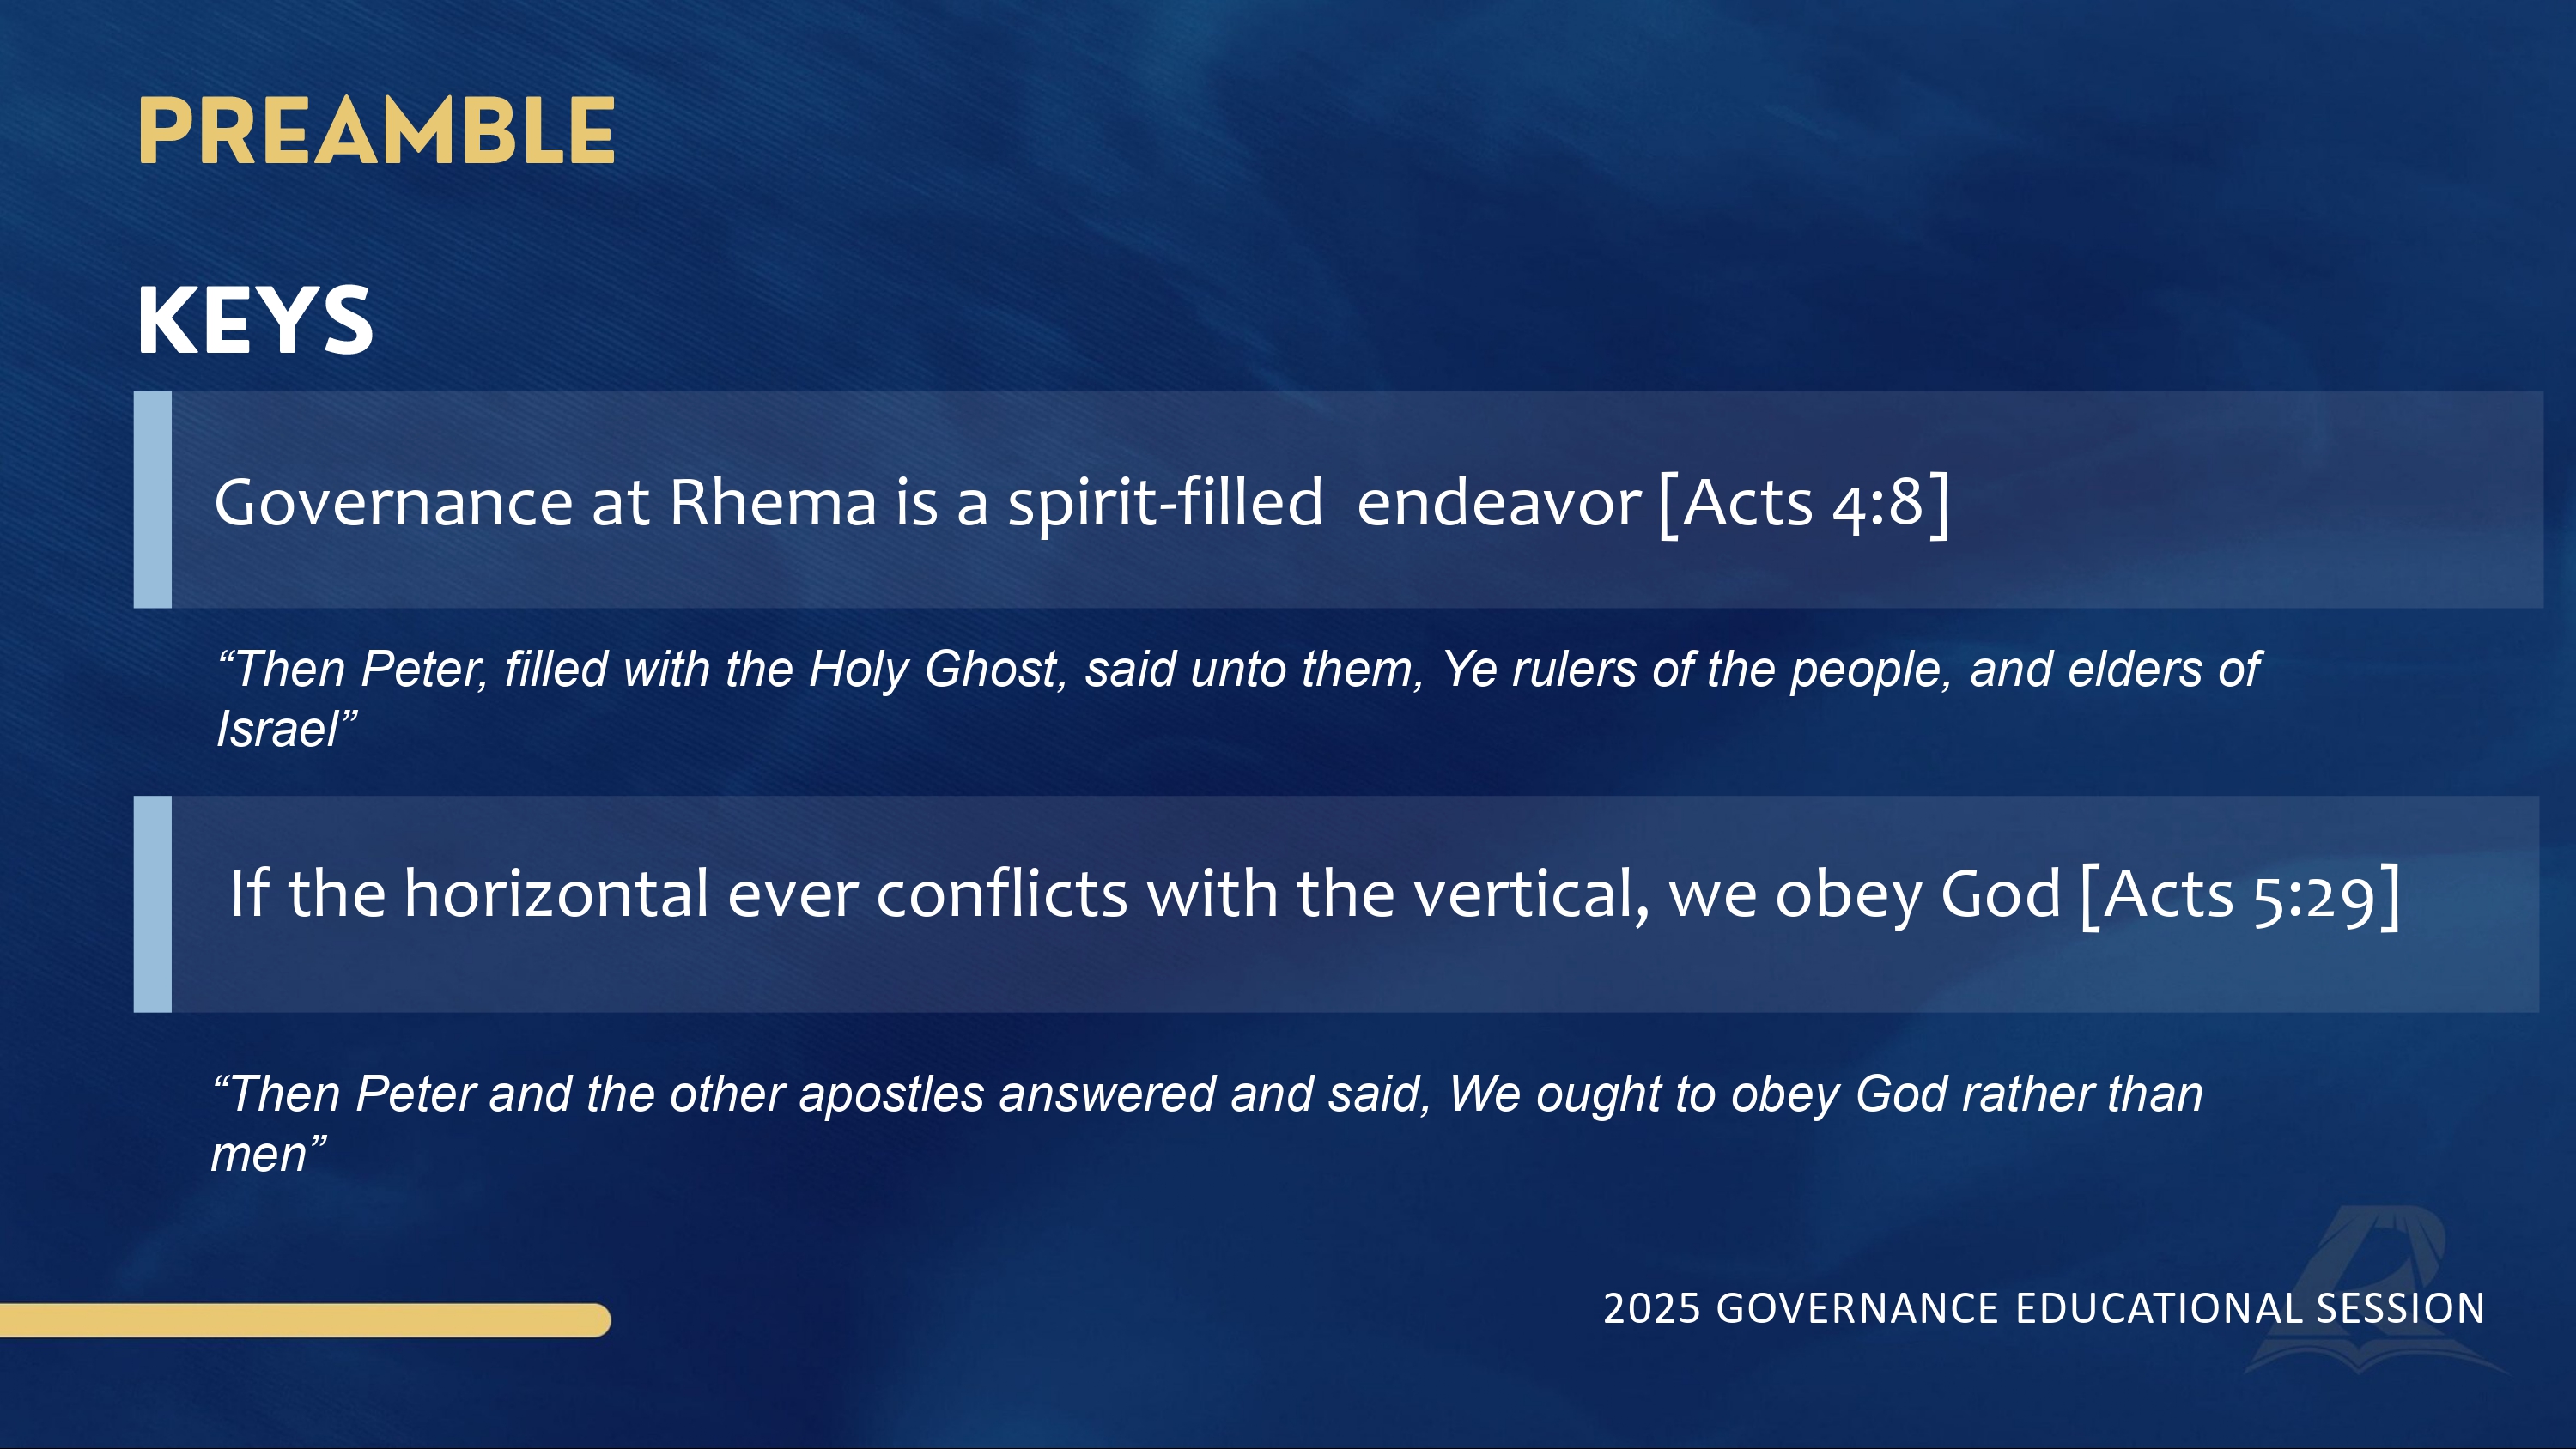 PREAMBLE
KEYS
Governance at Rhema is a spirit-filled  endeavor [Acts 4:8]
“Then Peter, filled with the Holy Ghost, said unto them, Ye rulers of the people, and elders of
Israel”
If the horizontal ever conflicts with the vertical, we obey God [Acts 5:29]
“Then Peter and the other apostles answered and said, We ought to obey God rather than
men”
2025 GOVERNANCE EDUCATIONAL SESSION